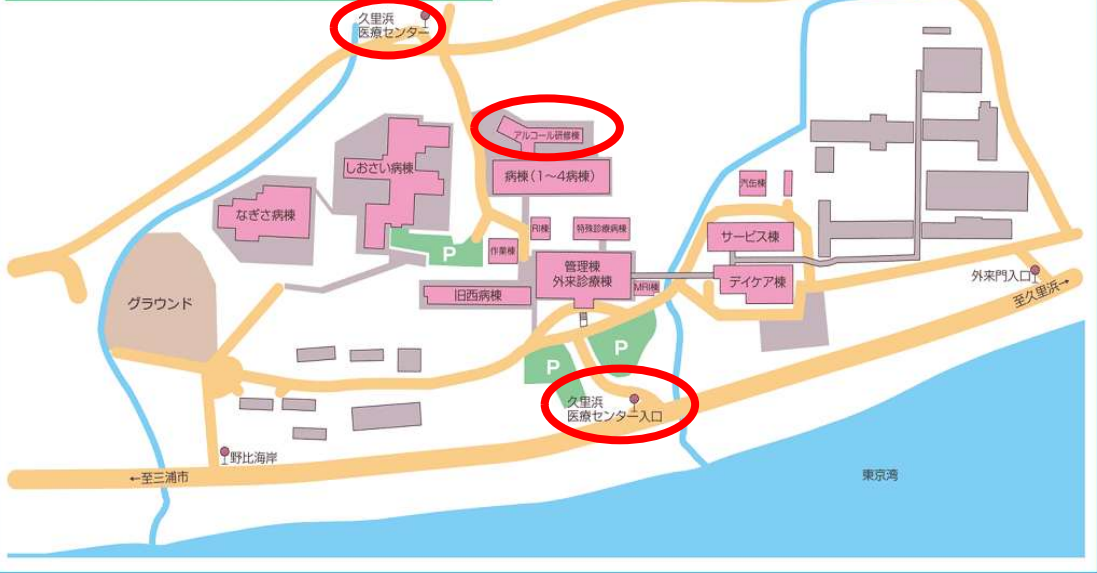 久里浜
医療センター
アルコール研修棟
しおさい病棟
病棟(1～4病棟)
汽缶棟
なぎさ病棟
RI棟
特殊診療病棟
サービス棟
P
作業棟
管理棟
外来診療棟
デイケア棟
外来門入口
MRI棟
旧西病棟
至久里浜→
グラウンド
P
P
久里浜
医療センター入口
野比海岸
←至三浦市
東京湾